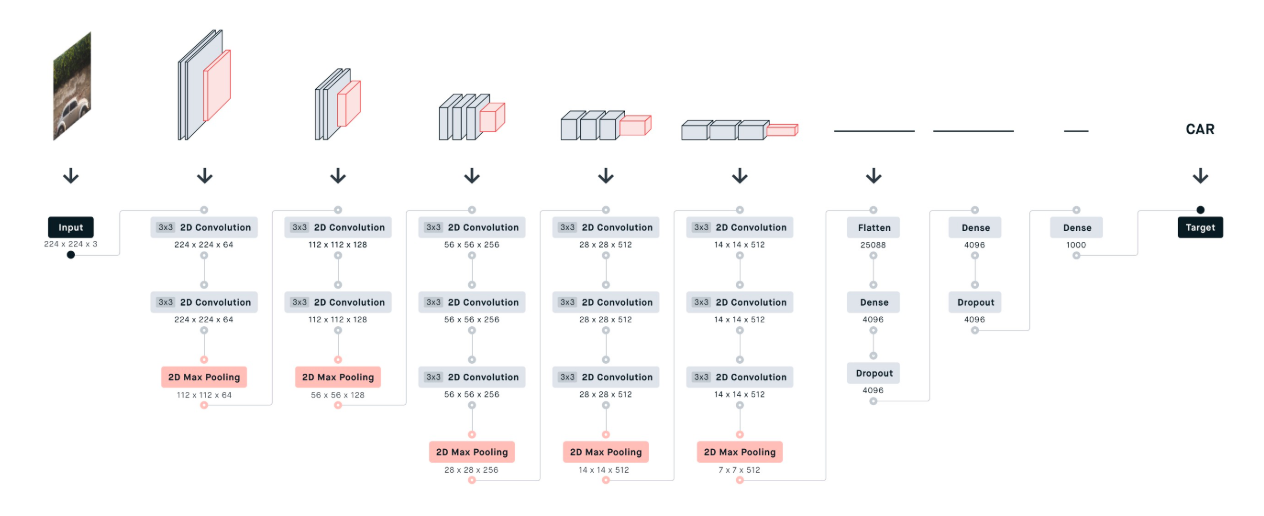 CAR
Input
224 x 224 x 3
3x3 2D Convolution
224 x 224 x 64
3x3 2D Convolution
224 x 224 x 64
2D Max Pooling
112 x 112 x 64
3x3 2D Convolution
112 x 112 x 128
3x3 2D Convolution
112 x 112 x 128
2D Max Pooling
56 x 56 x 128
3x3 2D Convolution
56 x 56 x 256
3x3 2D Convolution
56 x 56 x 256
3x3 2D Convolution
56 x 56 x 256
2D Max Pooling
28 x 28 x 256
3x3 2D Convolution
28 x 28 x 512
3x3 2D Convolution
28 x 28 x 512
3x3 2D Convolution
28 x 28 x 512
2D Max Pooling
14 x 14 x 512
3x3 2D Convolution
14 x 14 x 512
3x3 2D Convolution
14 x 14 x 512
3x3 2D Convolution
14 x 14 x 512
2D Max Pooling
7 x 7 x 512
Flatten
25088
Dense
4096
Dropout
4096
Dense
4096
Dropout
4096
Dense
1000
Target